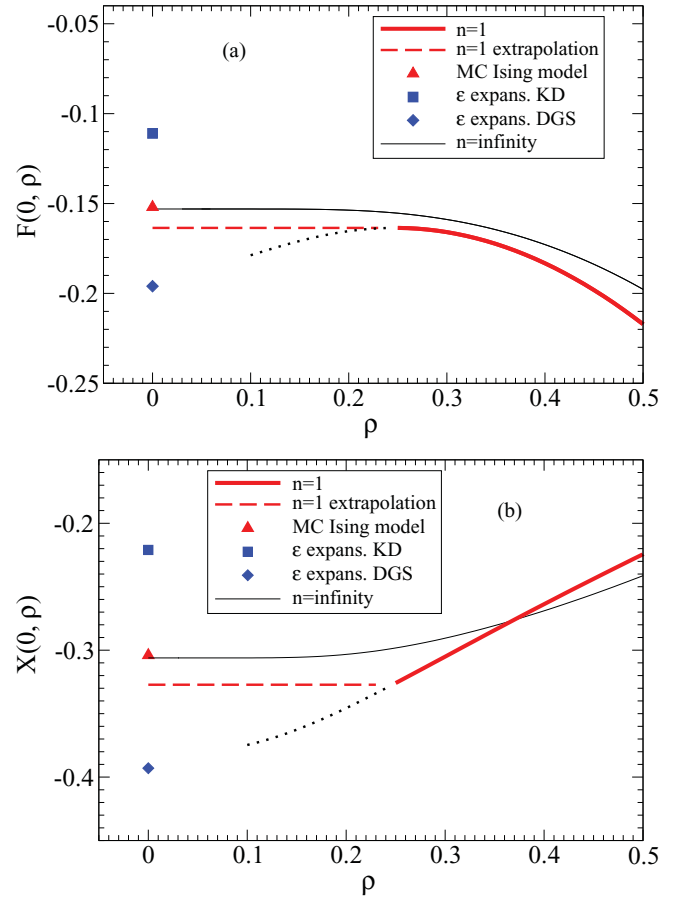 -0.05
(a)
n=1
n=1 extrapolation
MC Ising model
ε expans. KD
ε expans. DGS
n=infinity
-0.1
-0.15
-0.2
-0.25
F(0, ρ)
0 0.1 0.2 0.3 0.4 0.5
ρ
n=1
n=1 extrapolation
MC Ising model
ε expans. KD
ε expans. DGS
n=infinity
(b)
-0.2
-0.3
-0.4
X(0, ρ)
0 0.1 0.2 0.3 0.4 0.5
ρ